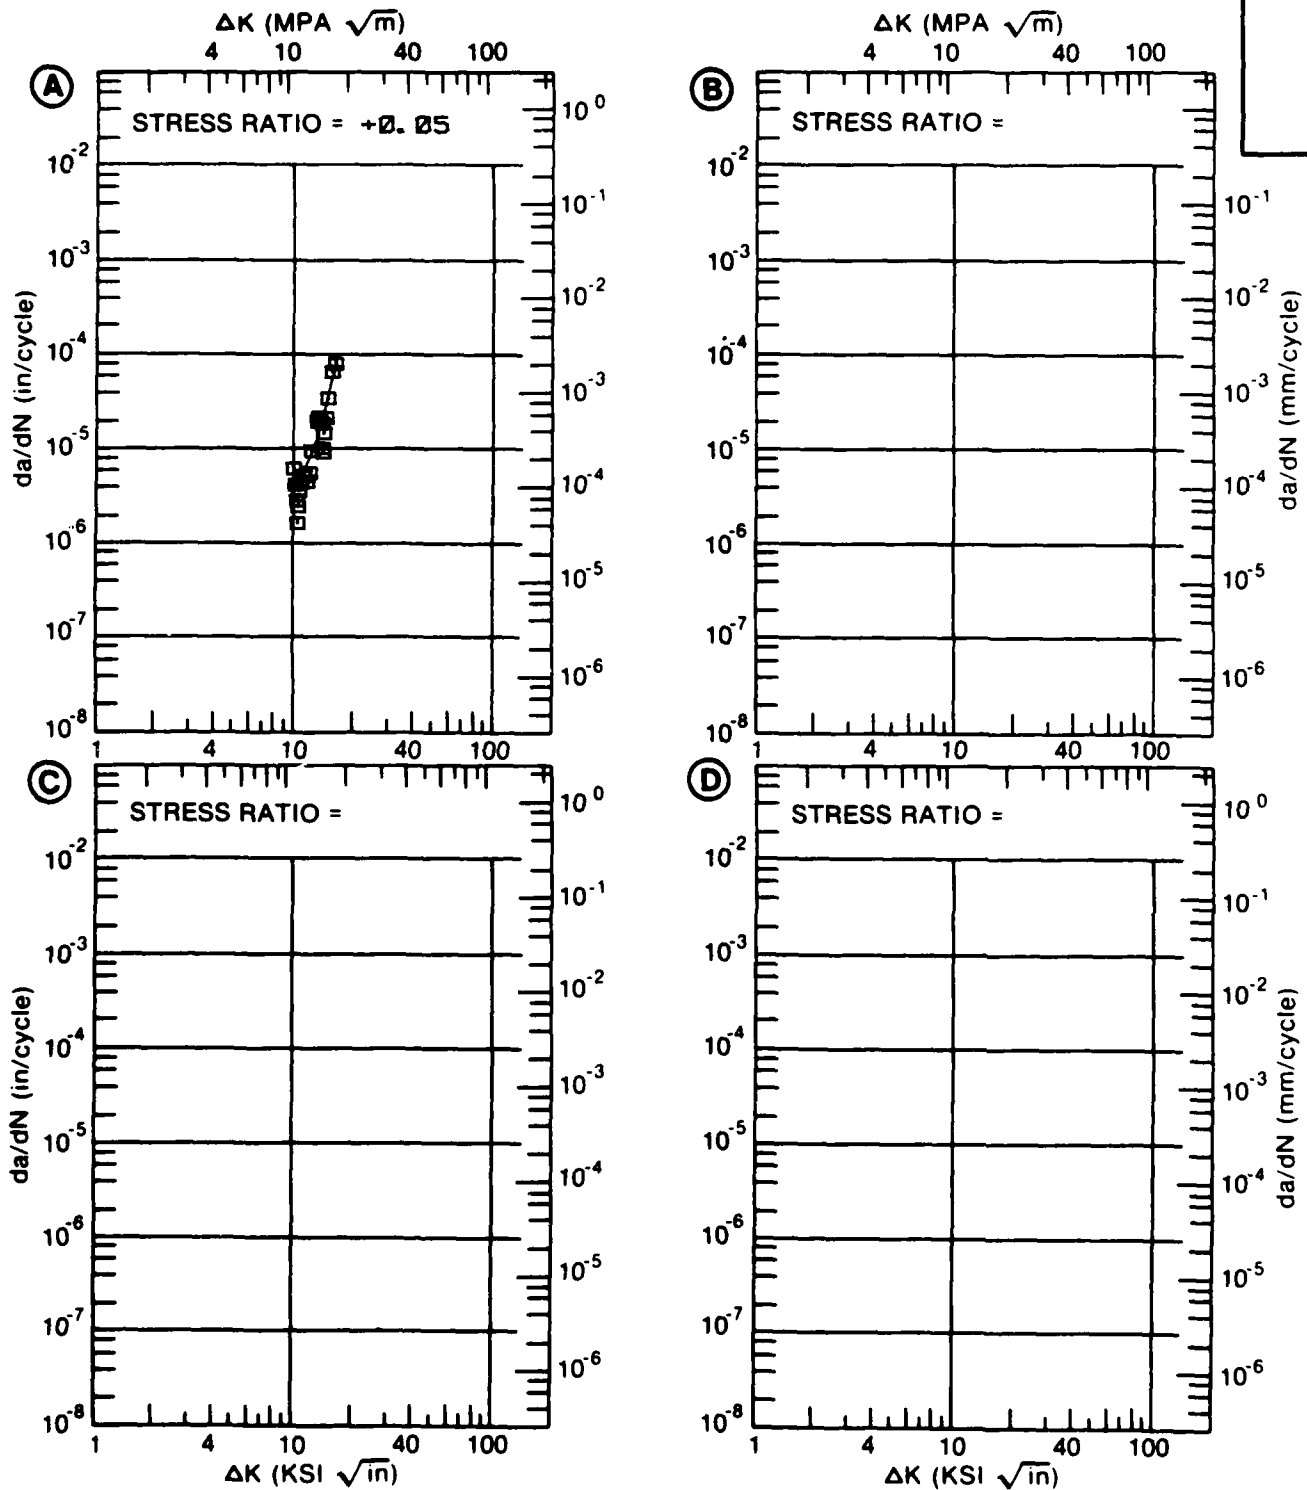 ΔK (MPA √m)
4 10 40 100
A
STRESS RATIO = +0.05
10^0
10^-2
10^-1
10^-3
10^-2
10^-4
10^-3
10^-5
10^-4
10^-6
10^-5
10^-7
10^-6
10^-8
1 4 10 40 100
da/dN (in/cycle)
ΔK (MPA √m)
4 10 40 100
B
STRESS RATIO =
10^-2
10^-1
10^-3
10^-2
10^-4
10^-3
10^-5
10^-4
10^-6
10^-5
10^-7
10^-6
10^-8
1 4 10 40 100
da/dN (mm/cycle)
C
STRESS RATIO =
10^0
10^-2
10^-1
10^-3
10^-2
10^-4
10^-3
10^-5
10^-4
10^-6
10^-5
10^-7
10^-6
10^-8
1 4 10 40 100
da/dN (in/cycle)
ΔK (KSI √in)
D
STRESS RATIO =
10^0
10^-2
10^-1
10^-3
10^-2
10^-4
10^-3
10^-5
10^-4
10^-6
10^-5
10^-7
10^-6
10^-8
1 4 10 40 100
da/dN (mm/cycle)
ΔK (KSI √in)